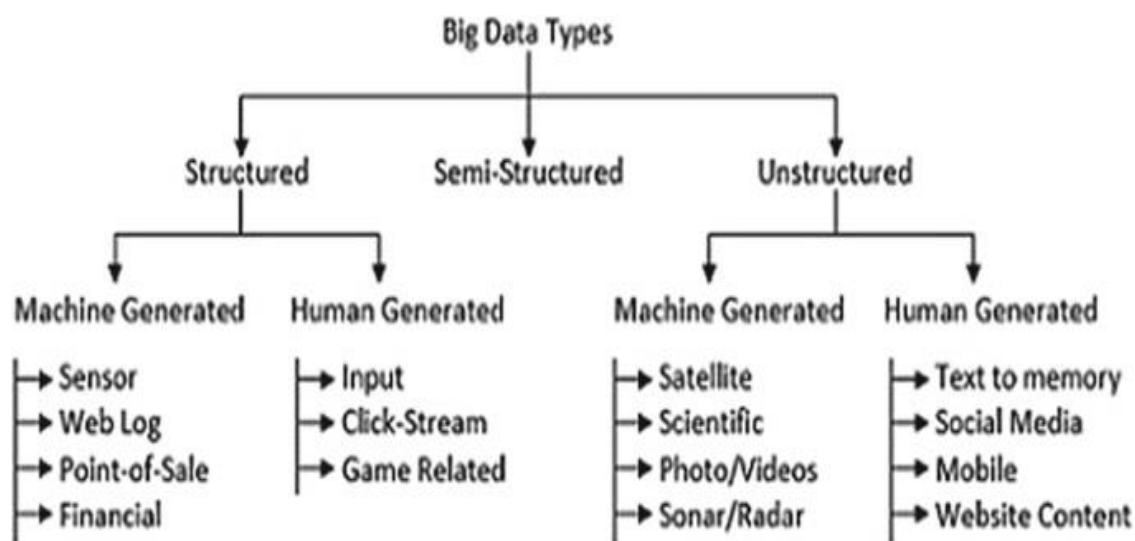 Big Data Types
Structured
Semi-Structured
Unstructured
Machine Generated
Human Generated
Machine Generated
Human Generated
Sensor
Web Log
Point-of-Sale
Financial
Input
Click-Stream
Game Related
Satellite
Scientific
Photo/Videos
Sonar/Radar
Text to memory
Social Media
Mobile
Website Content